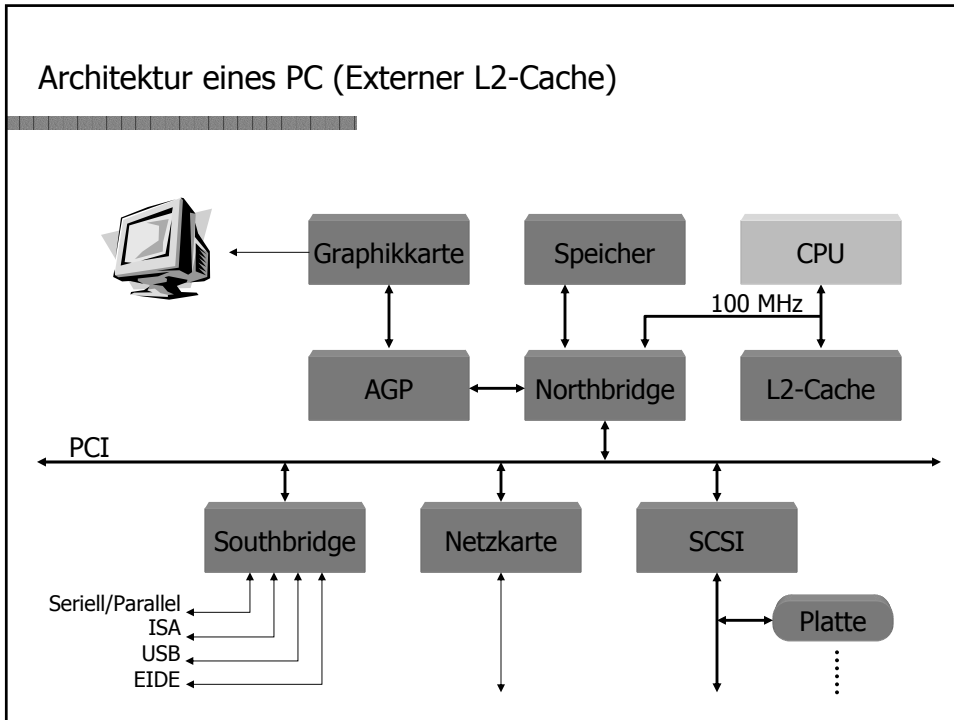 Architektur eines PC (Externer L2-Cache)
Graphikkarte
Speicher
CPU
100 MHz
AGP
Northbridge
L2-Cache
PCI
Southbridge
Netzkarte
SCSI
Seriell/Parallel
ISA
USB
EIDE
Platte